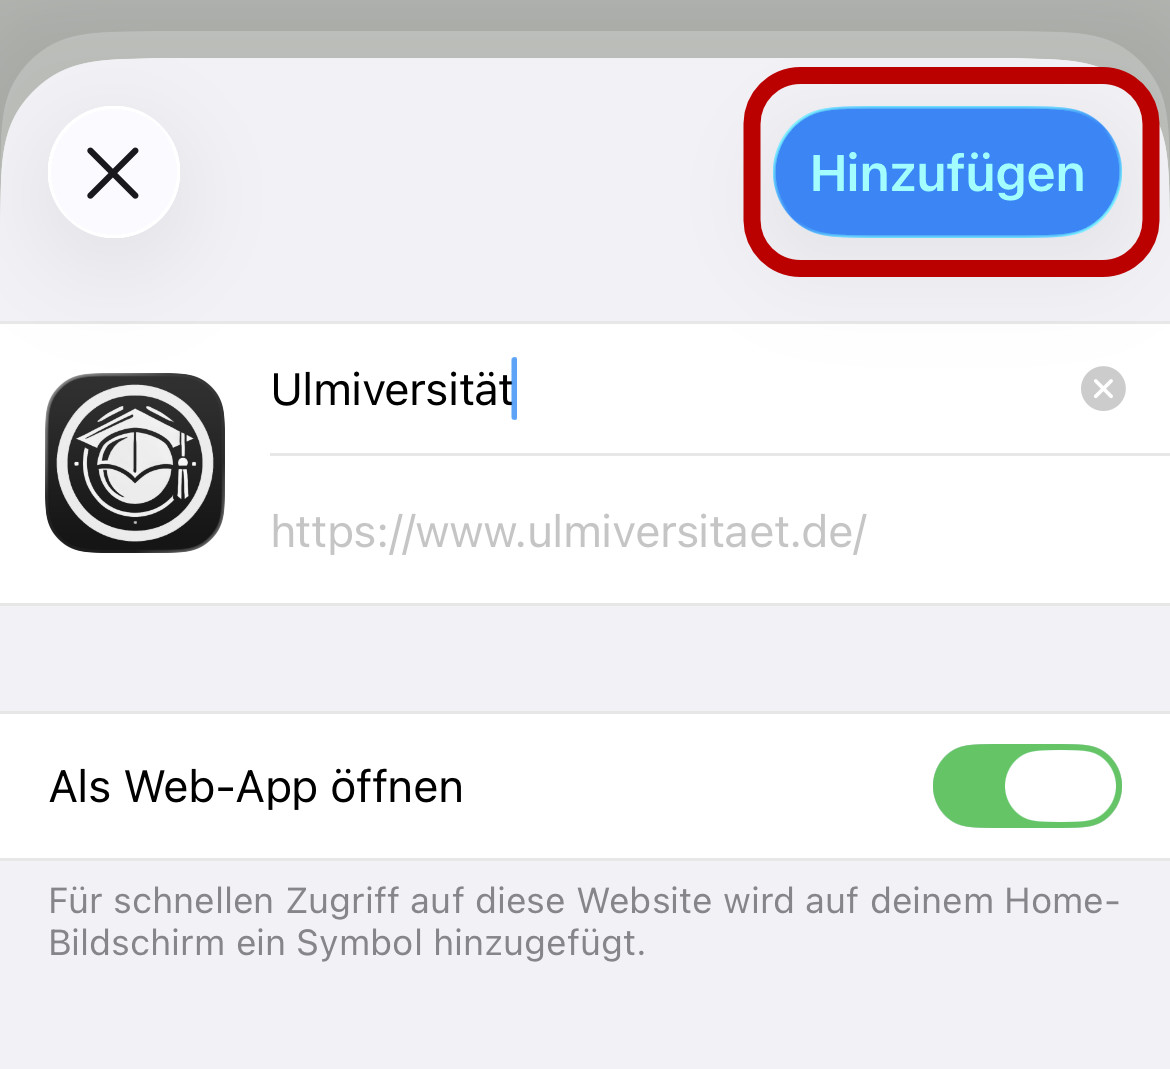 Hinzufügen
Ulmiversität
https://www.ulmiversitaet.de/
Als Web-App öffnen
Für schnellen Zugriff auf diese Website wird auf deinem Home-
Bildschirm ein Symbol hinzugefügt.